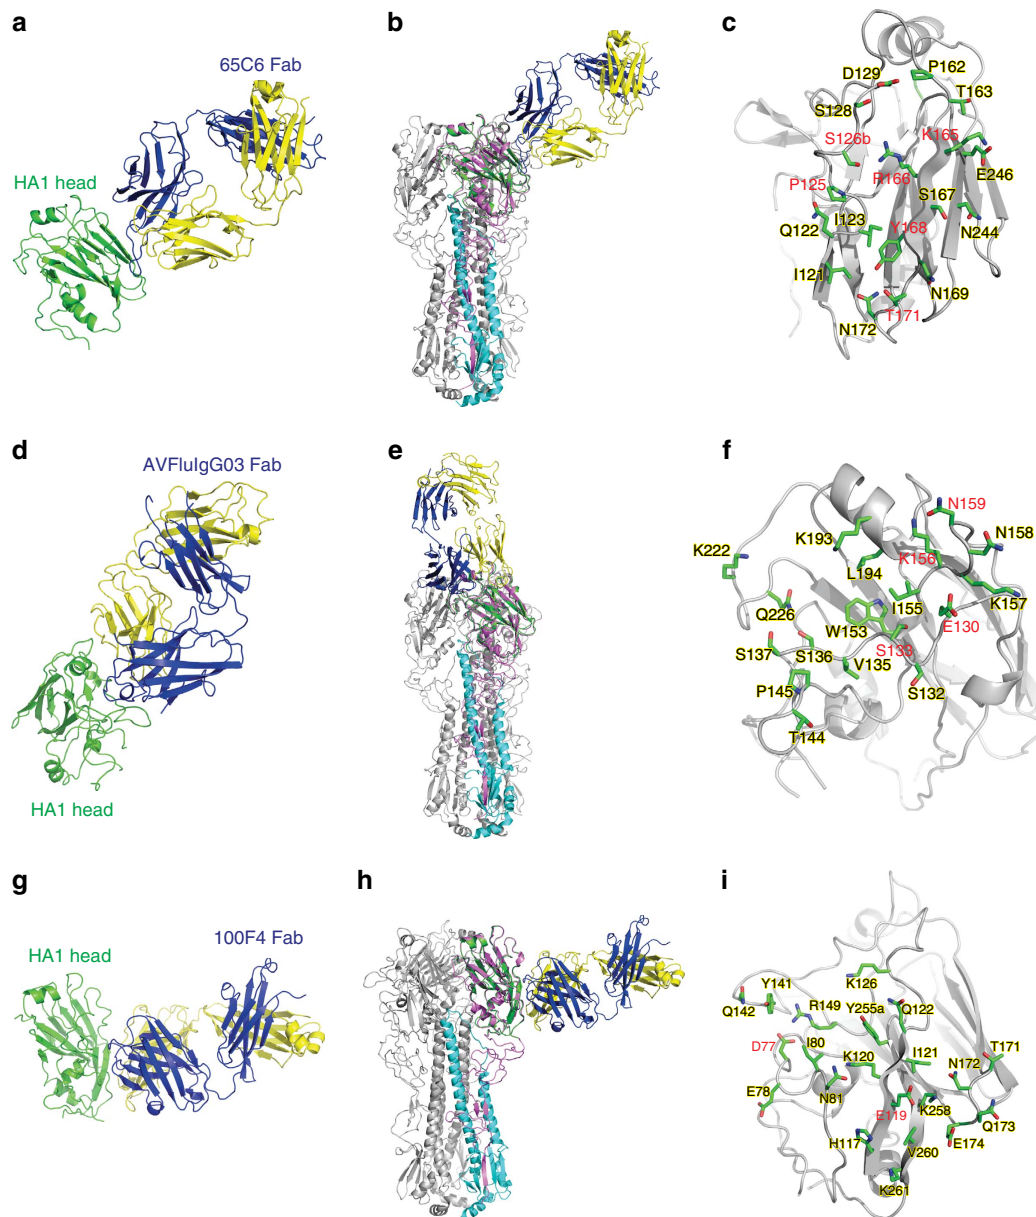 a
65C6 Fab
HA1 head
b
c
P162
D129
T163
S128
S126b
K165
R166
E246
P125
S167
I123
Q122
Y168
N244
I121
N169
T171
N172
d
AVFluIgG03 Fab
HA1 head
e
f
N159
K193
N158
K222
K156
L194
I155
K157
Q226
W153
E130
S133
S137
S136
V135
S132
P145
T144
g
100F4 Fab
HA1 head
h
i
K126
Y141
Q142
R149
Y255a
Q122
D77
I80
K120
I121
T171
N172
E78
N81
E119
K258
Q173
H117
E174
V260
K261